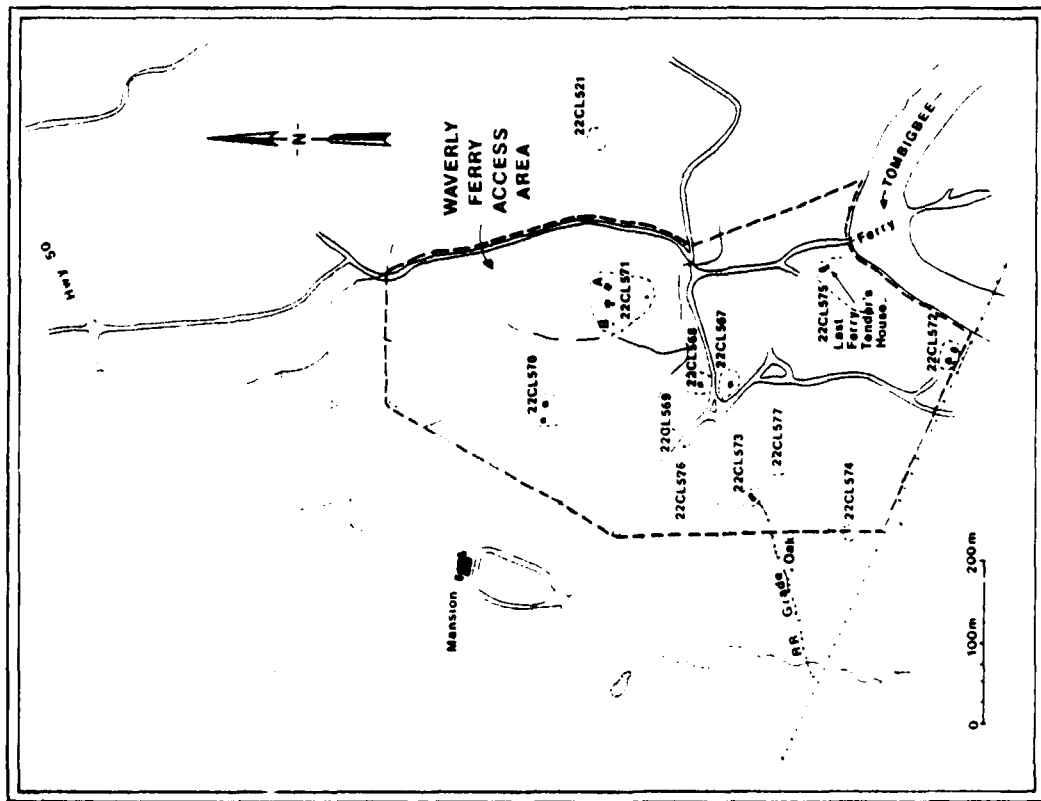 Hwy 50
-N-
22CL521
WAVERLY
FERRY
ACCESS
AREA
B
A
22CL571
22CL570
22CL568
22CL567
22CL569
22CL576
22CL573
22CL577
22CL574
22CL575
Last
Ferry
Tender's
House
22CL572
Ferry
TOMBIGBEE
Mansion
RR Grade
Oak
0
100m
200m